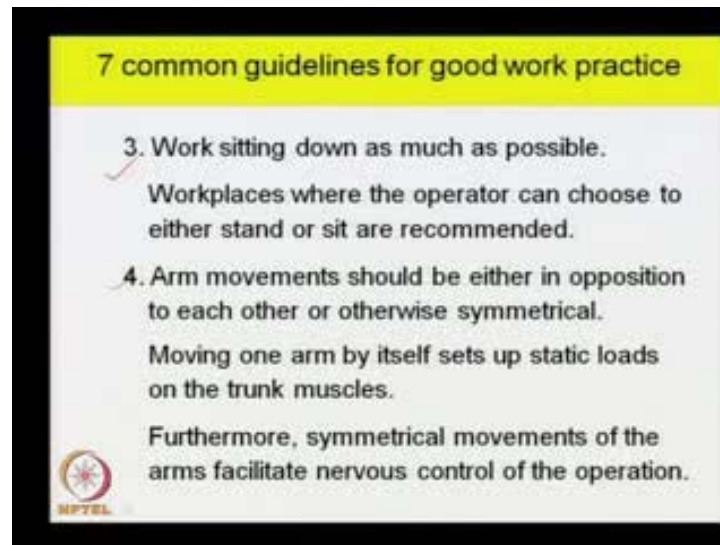 7 common guidelines for good work practice
3. Work sitting down as much as possible.
Workplaces where the operator can choose to
either stand or sit are recommended.
4. Arm movements should be either in opposition
to each other or otherwise symmetrical.
Moving one arm by itself sets up static loads
on the trunk muscles.
Furthermore, symmetrical movements of the
arms facilitate nervous control of the operation.
NPTEL